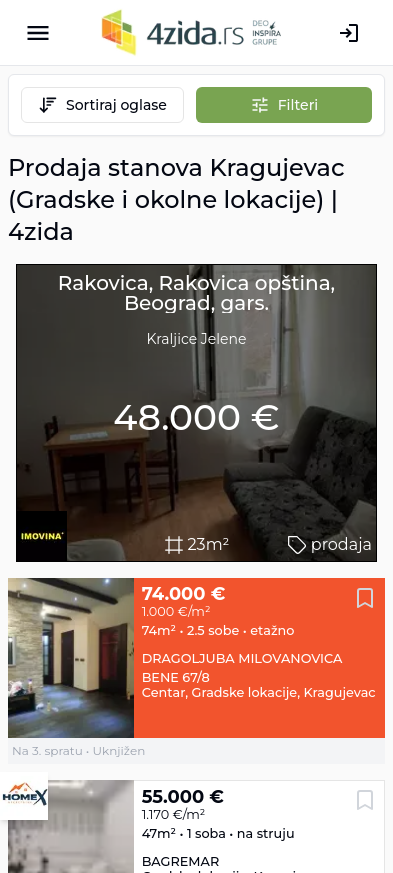 4zida.rs
DEO
INSPIRA
GRUPE
Sortiraj oglase
Filteri
Prodaja stanova Kragujevac
(Gradske i okolne lokacije) |
4zida
Rakovica, Rakovica opština,
Beograd, gars.
Kraljice Jelene
48.000 €
IMOVINA
23m²
prodaja
74.000 €
1.000 €/m²
74m² • 2.5 sobe • etažno
DRAGOLJUBA MILOVANOVICA
BENE 67/8
Centar, Gradske lokacije, Kragujevac
Na 3. spratu • Uknjižen
HOMEX
55.000 €
1.170 €/m²
47m² • 1 soba • na struju
BAGREMAR